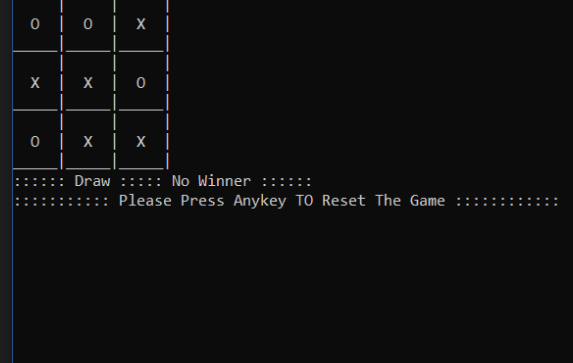 O | O | X |
X | X | O |
O | X | X |
:::::: Draw ::::: No Winner ::::::
::::::::::: Please Press Anykey TO Reset The Game ::::::::::::